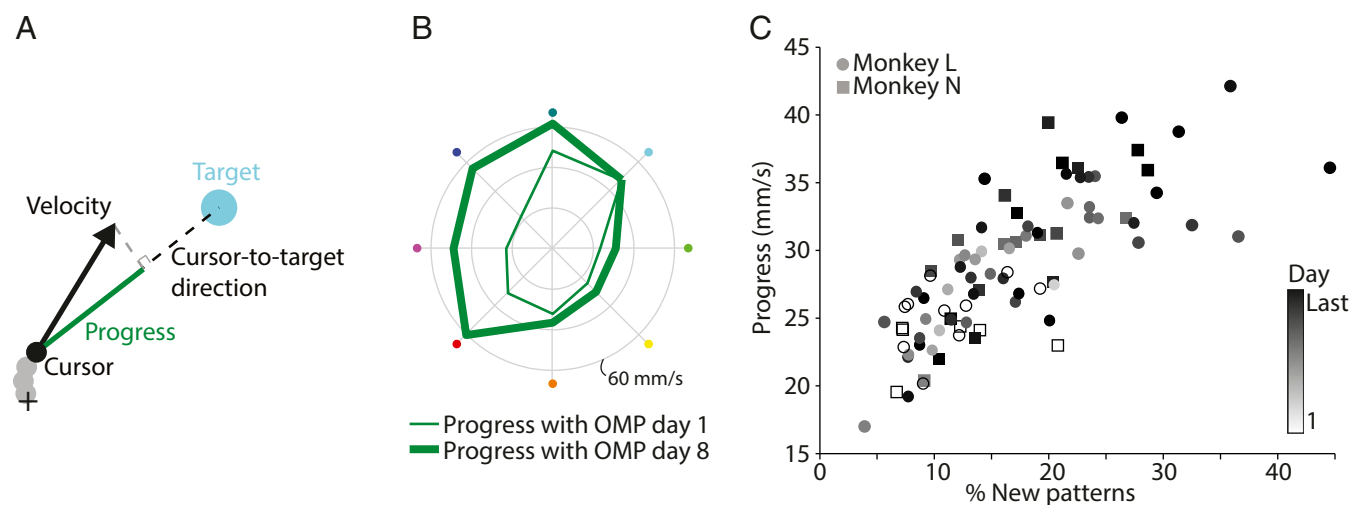 A
Target
Velocity
Cursor-to-target
direction
Progress
Cursor
B
60 mm/s
Progress with OMP day 1
Progress with OMP day 8
C
Monkey L
Monkey N
Progress (mm/s)
45
40
35
30
25
20
15
0
10
20
30
40
% New patterns
Day
Last
1